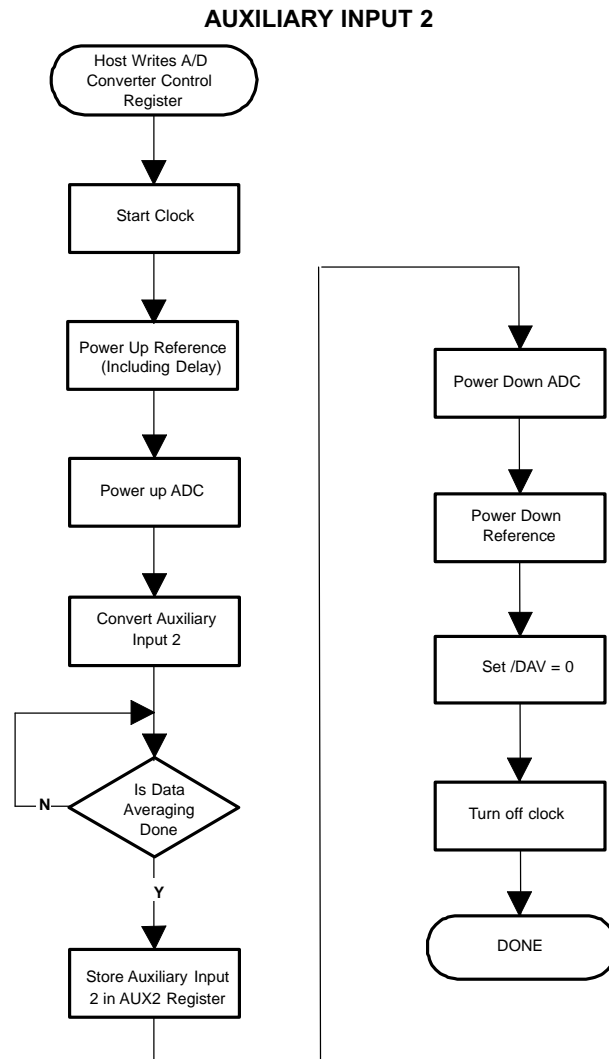 AUXILIARY INPUT 2
Host Writes A/D
Converter Control
Register
Start Clock
Power Up Reference
(Including Delay)
Power up ADC
Convert Auxiliary
Input 2
Is Data
Averaging
Done
N
Y
Store Auxiliary Input
2 in AUX2 Register
Power Down ADC
Power Down
Reference
Set /DAV = 0
Turn off clock
DONE